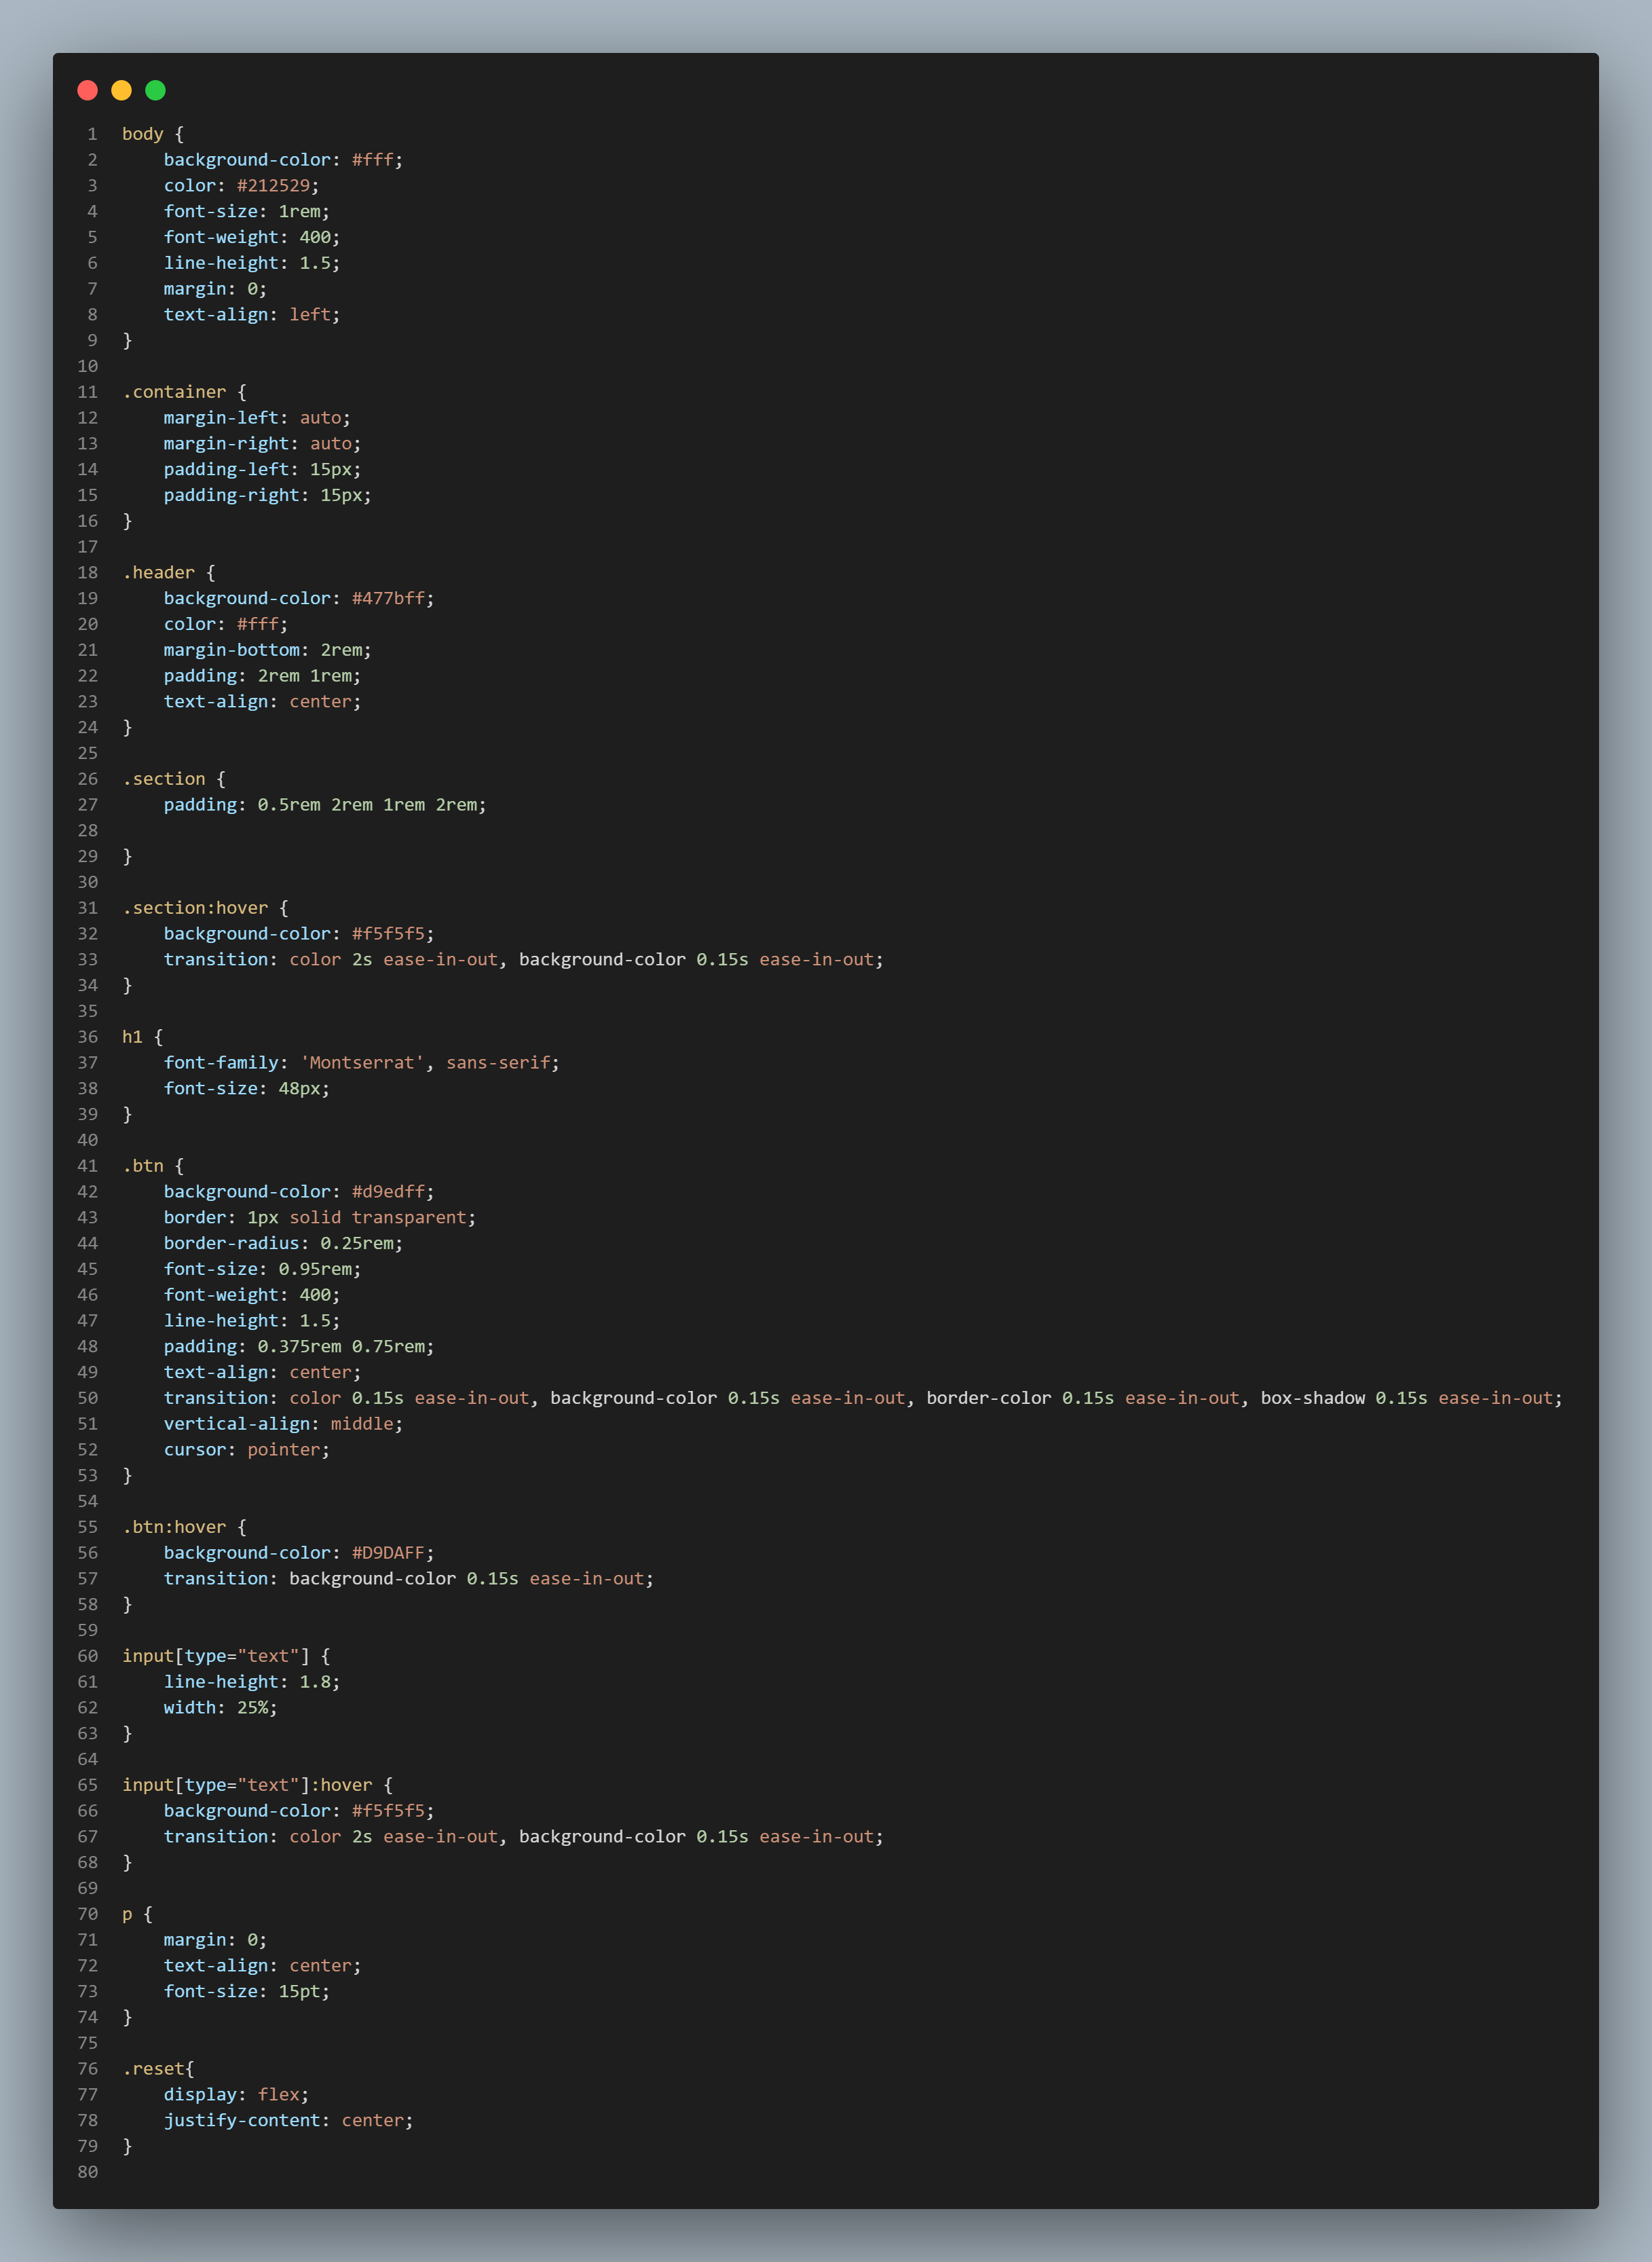 1 body {
2     background-color: #fff;
3     color: #212529;
4     font-size: 1rem;
5     font-weight: 400;
6     line-height: 1.5;
7     margin: 0;
8     text-align: left;
9 }
10
11 .container {
12     margin-left: auto;
13     margin-right: auto;
14     padding-left: 15px;
15     padding-right: 15px;
16 }
17
18 .header {
19     background-color: #477bff;
20     color: #fff;
21     margin-bottom: 2rem;
22     padding: 2rem 1rem;
23     text-align: center;
24 }
25
26 .section {
27     padding: 0.5rem 2rem 1rem 2rem;
28
29 }
30
31 .section:hover {
32     background-color: #f5f5f5;
33     transition: color 2s ease-in-out, background-color 0.15s ease-in-out;
34 }
35
36 h1 {
37     font-family: 'Montserrat', sans-serif;
38     font-size: 48px;
39 }
40
41 .btn {
42     background-color: #d9edff;
43     border: 1px solid transparent;
44     border-radius: 0.25rem;
45     font-size: 0.95rem;
46     font-weight: 400;
47     line-height: 1.5;
48     padding: 0.375rem 0.75rem;
49     text-align: center;
50     transition: color 0.15s ease-in-out, background-color 0.15s ease-in-out, border-color 0.15s ease-in-out, box-shadow 0.15s ease-in-out;
51     vertical-align: middle;
52     cursor: pointer;
53 }
54
55 .btn:hover {
56     background-color: #D9DAFF;
57     transition: background-color 0.15s ease-in-out;
58 }
59
60 input[type="text"] {
61     line-height: 1.8;
62     width: 25%;
63 }
64
65 input[type="text"]:hover {
66     background-color: #f5f5f5;
67     transition: color 2s ease-in-out, background-color 0.15s ease-in-out;
68 }
69
70 p {
71     margin: 0;
72     text-align: center;
73     font-size: 15pt;
74 }
75
76 .reset{
77     display: flex;
78     justify-content: center;
79 }
80